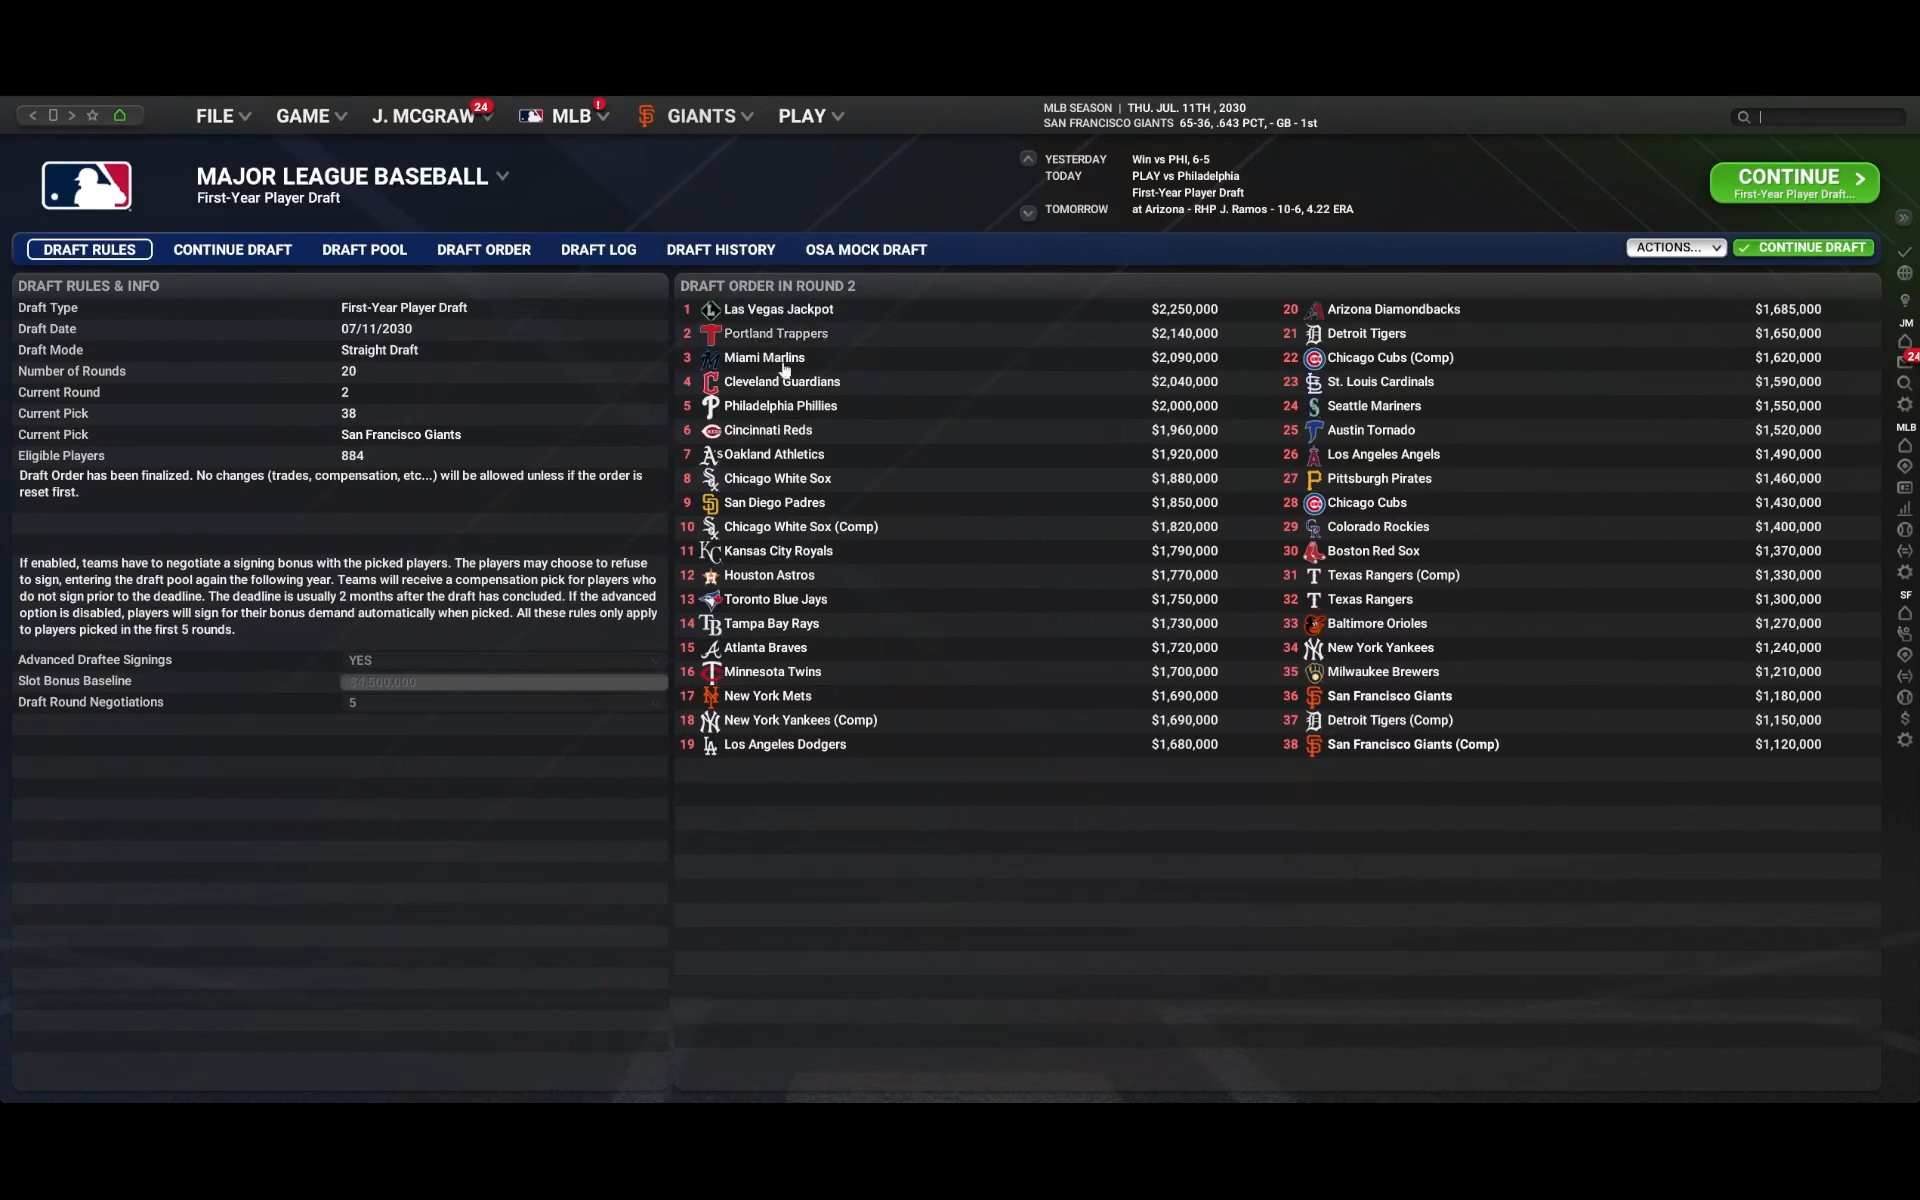 FILE GAME J. MCGRAW 24 MLB ! GIANTS PLAY
MLB SEASON | THU. JUL. 11TH , 2030
SAN FRANCISCO GIANTS 65-36, .643 PCT, - GB - 1st
MAJOR LEAGUE BASEBALL
First-Year Player Draft
YESTERDAY Win vs PHI, 6-5
TODAY PLAY vs Philadelphia
First-Year Player Draft
TOMORROW at Arizona - RHP J. Ramos - 10-6, 4.22 ERA
CONTINUE
First-Year Player Draft...
DRAFT RULES CONTINUE DRAFT DRAFT POOL DRAFT ORDER DRAFT LOG DRAFT HISTORY OSA MOCK DRAFT ACTIONS... CONTINUE DRAFT
DRAFT RULES & INFO
Draft Type First-Year Player Draft
Draft Date 07/11/2030
Draft Mode Straight Draft
Number of Rounds 20
Current Round 2
Current Pick 38
Current Pick San Francisco Giants
Eligible Players 884
Draft Order has been finalized. No changes (trades, compensation, etc...) will be allowed unless if the order is
reset first.
If enabled, teams have to negotiate a signing bonus with the picked players. The players may choose to refuse
to sign, entering the draft pool again the following year. Teams will receive a compensation pick for players who
do not sign prior to the deadline. The deadline is usually 2 months after the draft has concluded. If the advanced
option is disabled, players will sign for their bonus demand automatically when picked. All these rules only apply
to players picked in the first 5 rounds.
Advanced Draftee Signings YES
Slot Bonus Baseline $4,500,000
Draft Round Negotiations 5
DRAFT ORDER IN ROUND 2
1 Las Vegas Jackpot $2,250,000
2 Portland Trappers $2,140,000
3 Miami Marlins $2,090,000
4 Cleveland Guardians $2,040,000
5 Philadelphia Phillies $2,000,000
6 Cincinnati Reds $1,960,000
7 Oakland Athletics $1,920,000
8 Chicago White Sox $1,880,000
9 San Diego Padres $1,850,000
10 Chicago White Sox (Comp) $1,820,000
11 Kansas City Royals $1,790,000
12 Houston Astros $1,770,000
13 Toronto Blue Jays $1,750,000
14 Tampa Bay Rays $1,730,000
15 Atlanta Braves $1,720,000
16 Minnesota Twins $1,700,000
17 New York Mets $1,690,000
18 New York Yankees (Comp) $1,690,000
19 Los Angeles Dodgers $1,680,000
20 Arizona Diamondbacks $1,685,000
21 Detroit Tigers $1,650,000
22 Chicago Cubs (Comp) $1,620,000
23 St. Louis Cardinals $1,590,000
24 Seattle Mariners $1,550,000
25 Austin Tornado $1,520,000
26 Los Angeles Angels $1,490,000
27 Pittsburgh Pirates $1,460,000
28 Chicago Cubs $1,430,000
29 Colorado Rockies $1,400,000
30 Boston Red Sox $1,370,000
31 Texas Rangers (Comp) $1,330,000
32 Texas Rangers $1,300,000
33 Baltimore Orioles $1,270,000
34 New York Yankees $1,240,000
35 Milwaukee Brewers $1,210,000
36 San Francisco Giants $1,180,000
37 Detroit Tigers (Comp) $1,150,000
38 San Francisco Giants (Comp) $1,120,000
JM
24
MLB
SF